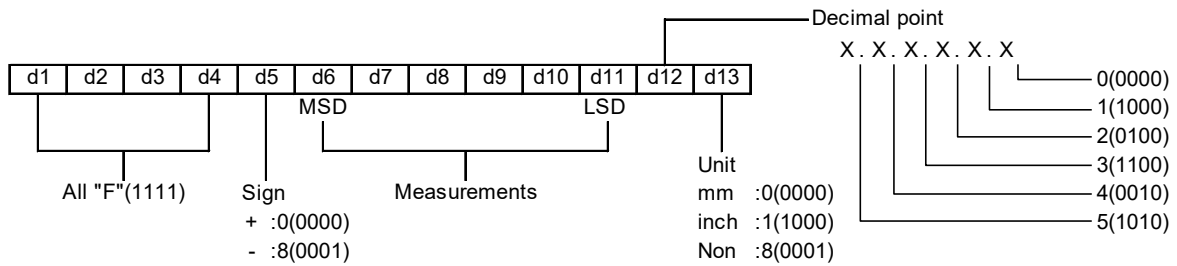 Decimal point
X . X . X . X . X . X
d1 d2 d3 d4 d5 d6 d7 d8 d9 d10 d11 d12 d13
MSD LSD
0(0000)
1(1000)
2(0100)
3(1100)
4(0010)
5(1010)
All "F"(1111)
Sign
+ :0(0000)
- :8(0001)
Measurements
Unit
mm :0(0000)
inch :1(1000)
Non :8(0001)